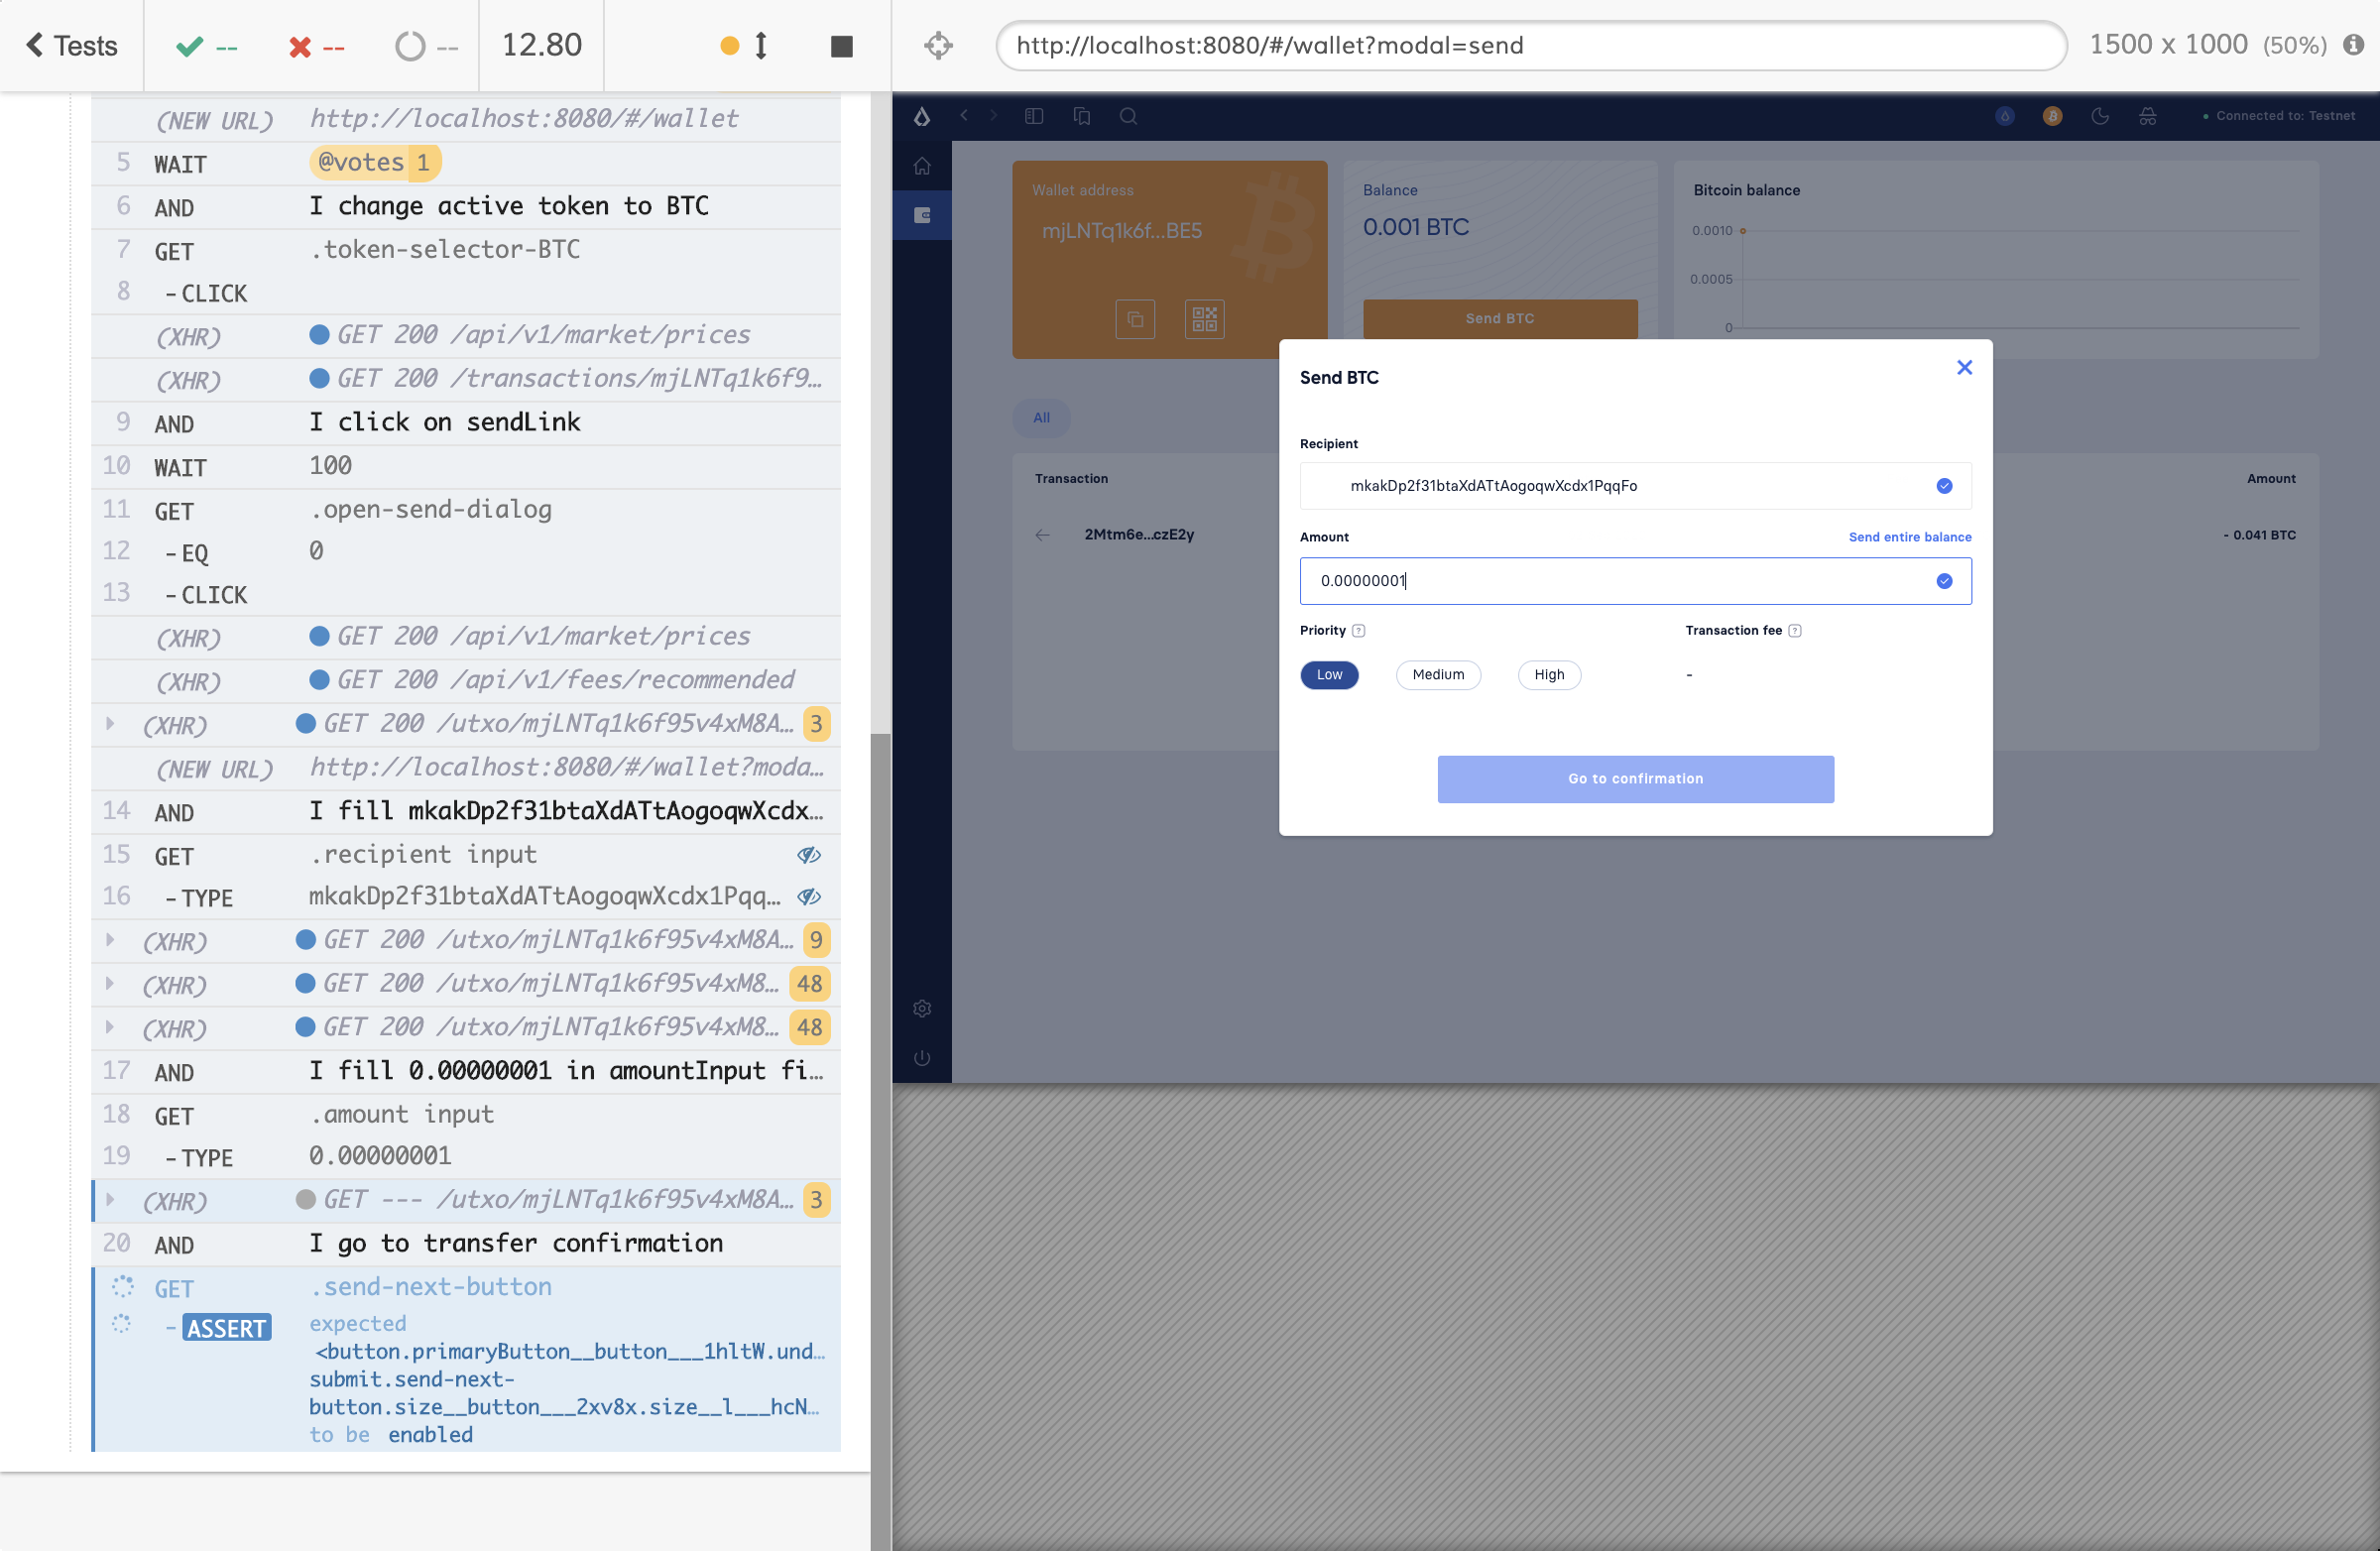 Tests
--
--
--
12.80
http://localhost:8080/#/wallet?modal=send
1500 x 1000 (50%)
(NEW URL) http://localhost:8080/#/wallet
5 WAIT @votes 1
6 AND I change active token to BTC
7 GET .token-selector-BTC
8 -CLICK
(XHR) GET 200 /api/v1/market/prices
(XHR) GET 200 /transactions/mjLNTq1k6f9…
9 AND I click on sendLink
10 WAIT 100
11 GET .open-send-dialog
12 -EQ 0
13 -CLICK
(XHR) GET 200 /api/v1/market/prices
(XHR) GET 200 /api/v1/fees/recommended
(XHR) GET 200 /utxo/mjLNTq1k6f95v4xM8A… 3
(NEW URL) http://localhost:8080/#/wallet?moda…
14 AND I fill mkakDp2f31btaXdATtAogoqwXcdx…
15 GET .recipient input
16 -TYPE mkakDp2f31btaXdATtAogoqwXcdx1Pqq…
(XHR) GET 200 /utxo/mjLNTq1k6f95v4xM8A… 9
(XHR) GET 200 /utxo/mjLNTq1k6f95v4xM8… 48
(XHR) GET 200 /utxo/mjLNTq1k6f95v4xM8… 48
17 AND I fill 0.00000001 in amountInput fi…
18 GET .amount input
19 -TYPE 0.00000001
(XHR) GET --- /utxo/mjLNTq1k6f95v4xM8A… 3
20 AND I go to transfer confirmation
GET .send-next-button
-ASSERT expected
<button.primaryButton__button___1hltW.und…
submit.send-next-
button.size__button___2xv8x.size__l___hcN…
to be enabled
Connected to: Testnet
Wallet address
mjLNTq1k6f...BE5
Balance
0.001 BTC
Send BTC
Bitcoin balance
0.0010
0.0005
0
All
Transaction
Amount
2Mtm6e...czE2y
- 0.041 BTC
Send BTC
Recipient
mkakDp2f31btaXdATtAogoqwXcdx1PqqFo
Amount
Send entire balance
0.00000001
Priority ?
Transaction fee ?
Low
Medium
High
-
Go to confirmation